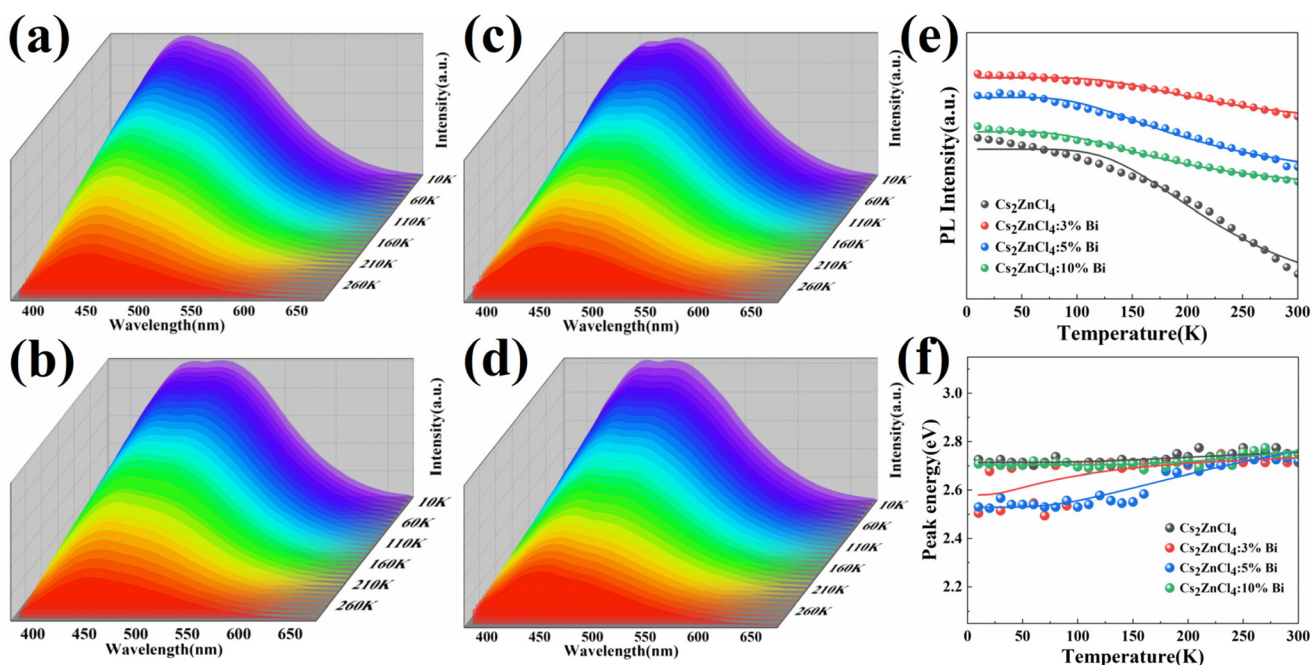 (a)
Intensity(a.u.)
10K
60K
110K
160K
210K
260K
400 450 500 550 600 650
Wavelength(nm)
(c)
Intensity(a.u.)
10K
60K
110K
160K
210K
260K
400 450 500 550 600 650
Wavelength(nm)
(e)
PL Intensity(a.u.)
Cs₂ZnCl₄
Cs₂ZnCl₄:3% Bi
Cs₂ZnCl₄:5% Bi
Cs₂ZnCl₄:10% Bi
0 50 100 150 200 250 300
Temperature(K)
(b)
Intensity(a.u.)
10K
60K
110K
160K
210K
260K
400 450 500 550 600 650
Wavelength(nm)
(d)
Intensity(a.u.)
10K
60K
110K
160K
210K
260K
400 450 500 550 600 650
Wavelength(nm)
(f)
Peak energy(eV)
3.0
2.8
2.6
2.4
2.2
Cs₂ZnCl₄
Cs₂ZnCl₄:3% Bi
Cs₂ZnCl₄:5% Bi
Cs₂ZnCl₄:10% Bi
0 50 100 150 200 250 300
Temperature(K)